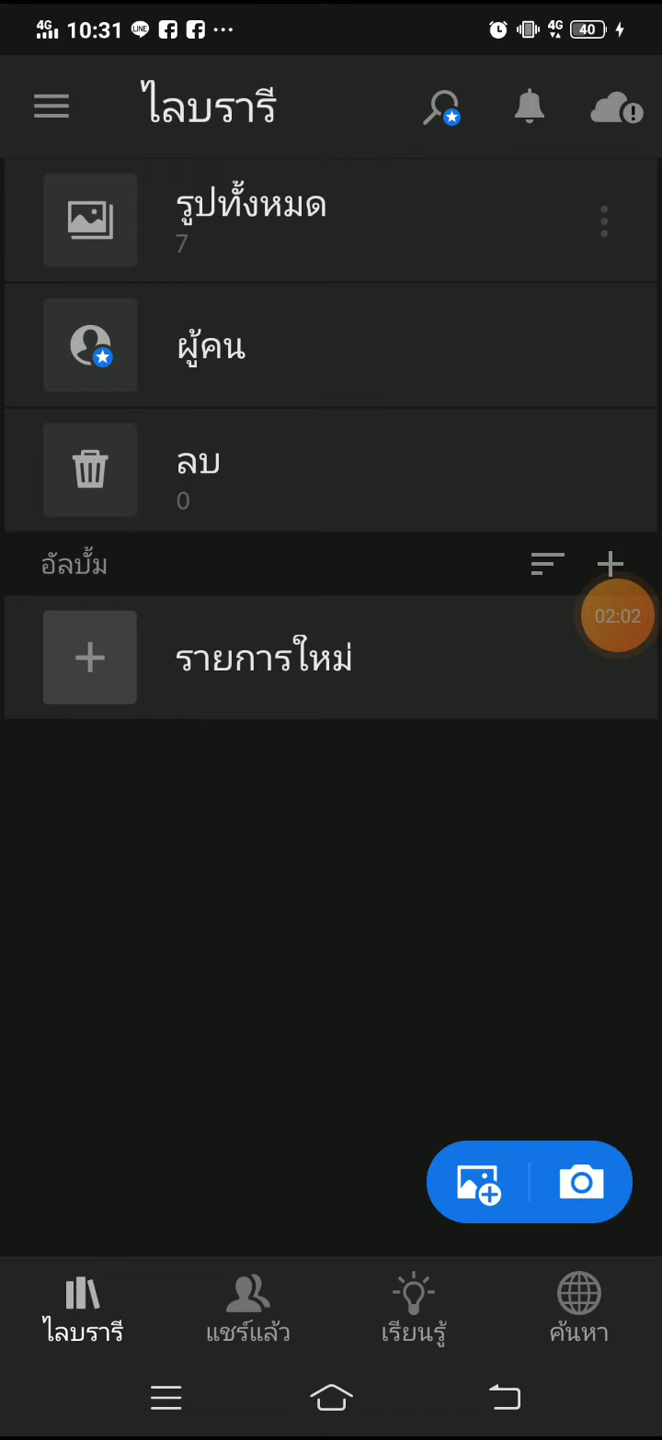 4G 10:31 LINE 4G 40
ไลบรารี
รูปทั้งหมด
7
ผู้คน
ลบ
0
อัลบั้ม
02:02
รายการใหม่
ไลบรารี แชร์แล้ว เรียนรู้ ค้นหา